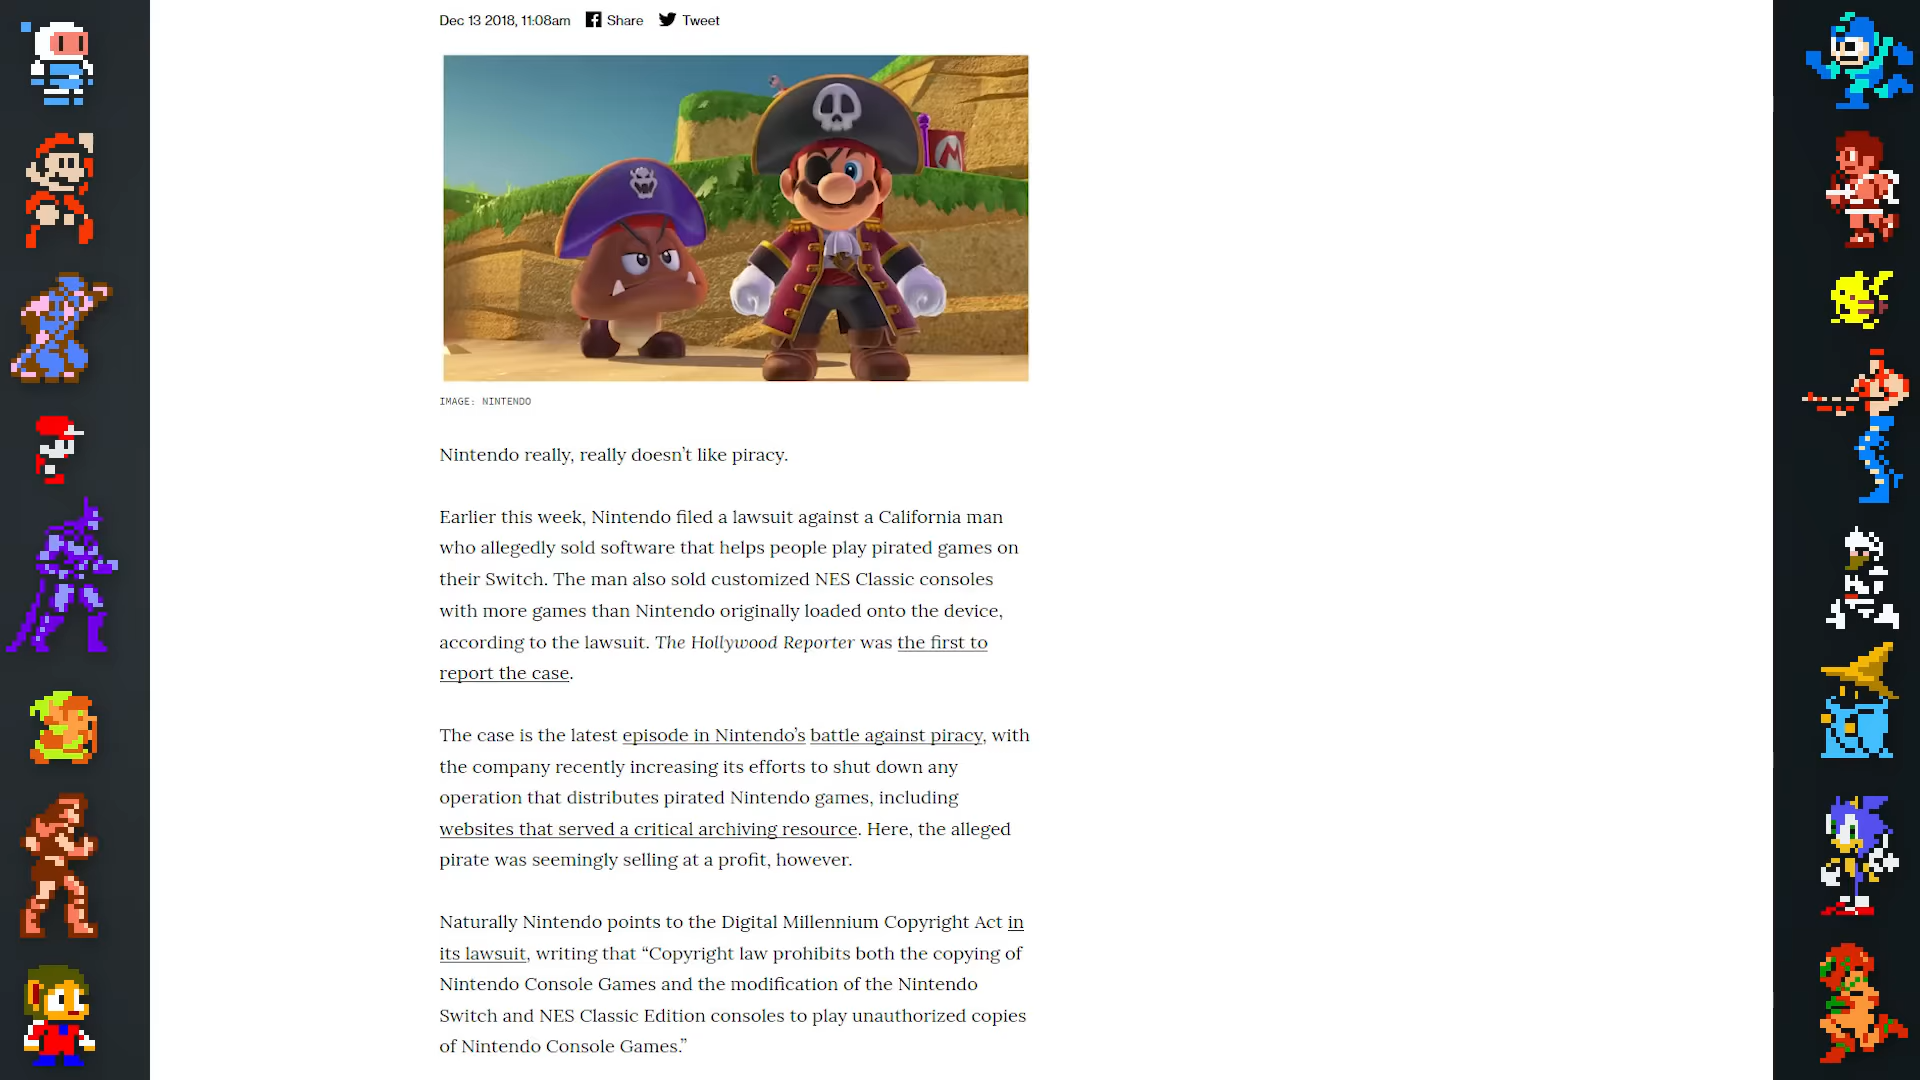 Dec 13 2018, 11:08am Share Tweet
M
IMAGE: NINTENDO
Nintendo really, really doesn’t like piracy.
Earlier this week, Nintendo filed a lawsuit against a California man
who allegedly sold software that helps people play pirated games on
their Switch. The man also sold customized NES Classic consoles
with more games than Nintendo originally loaded onto the device,
according to the lawsuit. The Hollywood Reporter was the first to
report the case.
The case is the latest episode in Nintendo’s battle against piracy, with
the company recently increasing its efforts to shut down any
operation that distributes pirated Nintendo games, including
websites that served a critical archiving resource. Here, the alleged
pirate was seemingly selling at a profit, however.
Naturally Nintendo points to the Digital Millennium Copyright Act in
its lawsuit, writing that “Copyright law prohibits both the copying of
Nintendo Console Games and the modification of the Nintendo
Switch and NES Classic Edition consoles to play unauthorized copies
of Nintendo Console Games.”